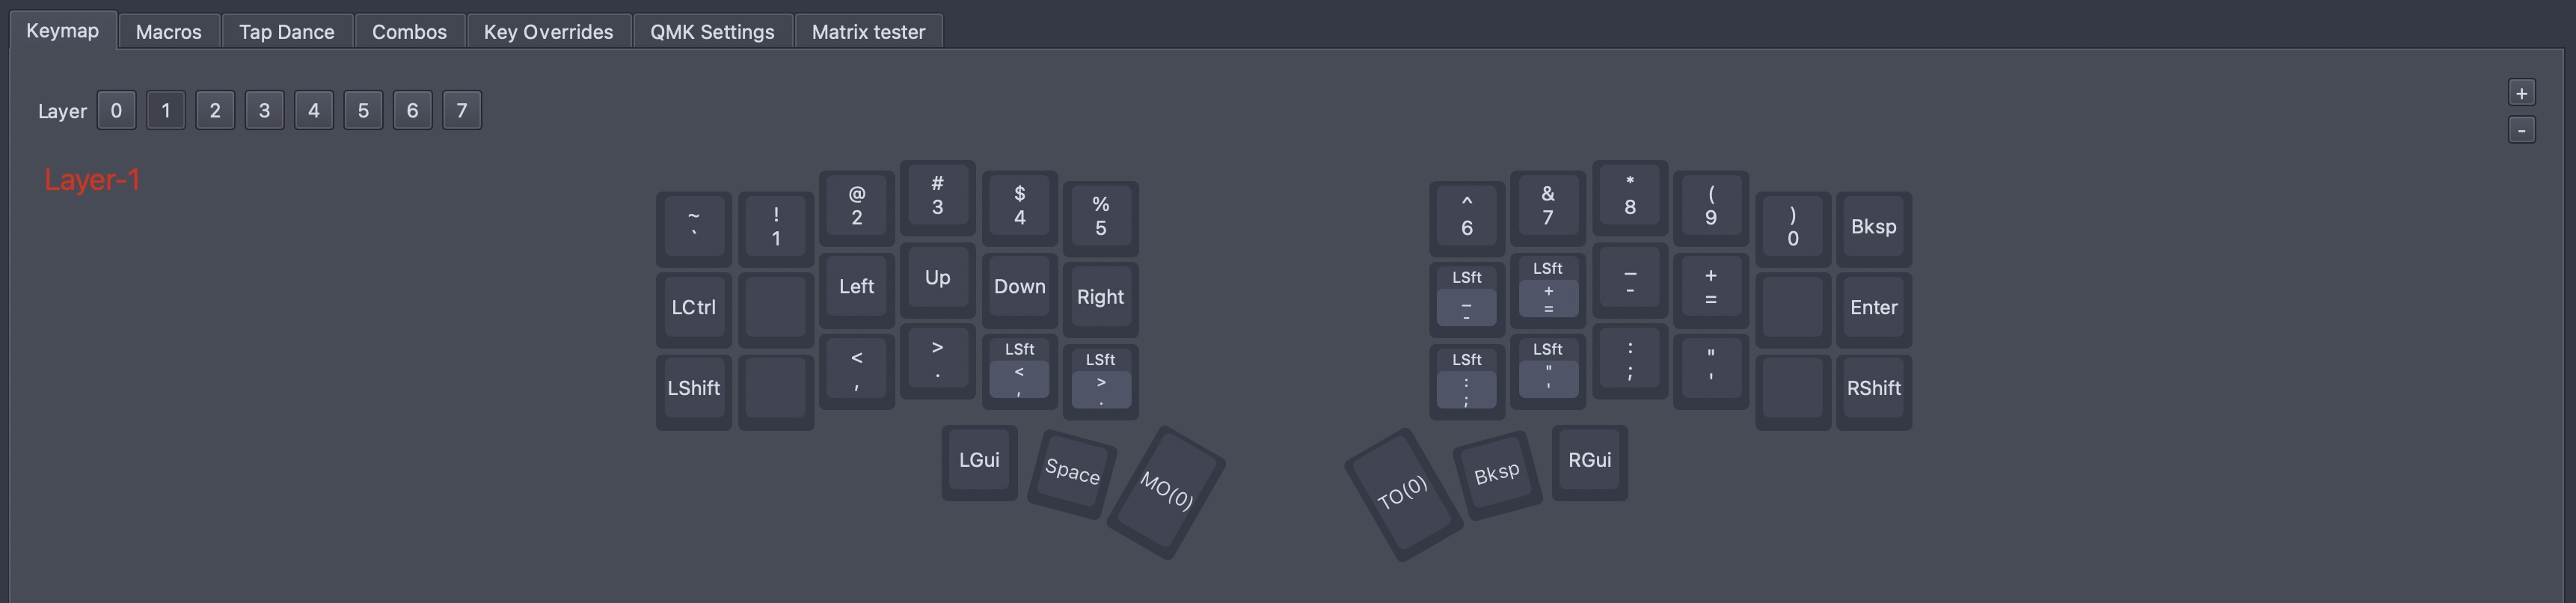 Keymap Macros Tap Dance Combos Key Overrides QMK Settings Matrix tester
Layer 0 1 2 3 4 5 6 7
+
-
Layer-1
~ ! @ # $ % ^ & * ( )
` 1 2 3 4 5 6 7 8 9 0 Bksp
LCtrl Left Up Down Right LSft _ - LSft + = _ - + = Enter
LShift < , > . LSft < , LSft > . LSft : ; LSft " ' : ; " ' RShift
LGui Space MO(0) TO(0) Bksp RGui